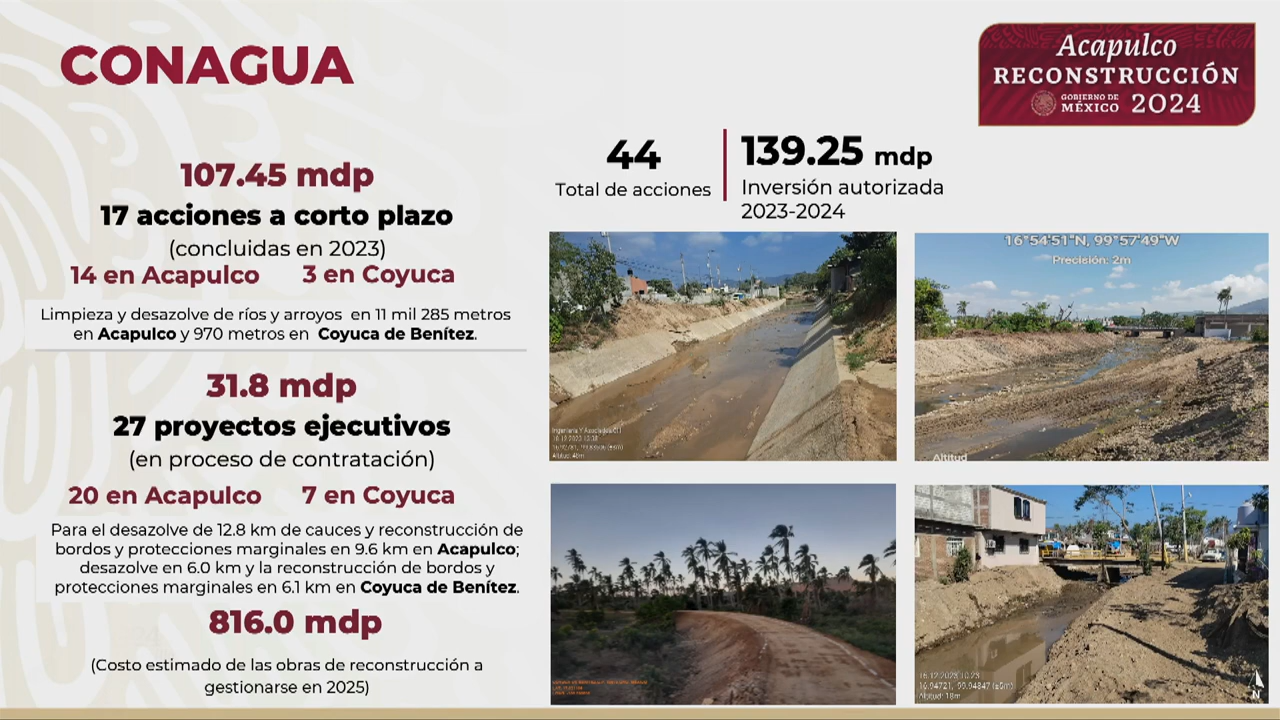 CONAGUA
Acapulco
RECONSTRUCCIÓN
GOBIERNO DE
MÉXICO
2024
107.45 mdp
17 acciones a corto plazo
(concluidas en 2023)
14 en Acapulco 3 en Coyuca
Limpieza y desazolve de ríos y arroyos en 11 mil 285 metros
en Acapulco y 970 metros en Coyuca de Benítez.
31.8 mdp
27 proyectos ejecutivos
(en proceso de contratación)
20 en Acapulco 7 en Coyuca
Para el desazolve de 12.8 km de cauces y reconstrucción de
bordos y protecciones marginales en 9.6 km en Acapulco;
desazolve en 6.0 km y la reconstrucción de bordos y
protecciones marginales en 6.1 km en Coyuca de Benítez.
816.0 mdp
(Costo estimado de las obras de reconstrucción a
gestionarse en 2025)
44
Total de acciones
139.25 mdp
Inversión autorizada
2023-2024
16°54'51"N, 99°57'49"W
Precisión: 2m
Altitud
Altitud: 18m
N